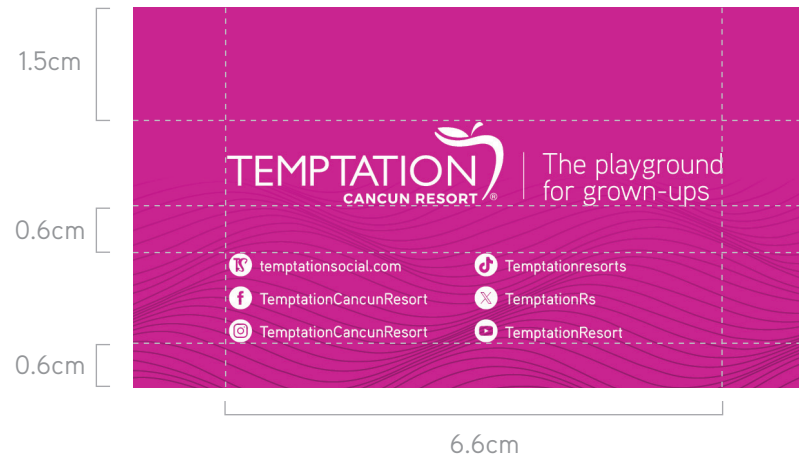 1.5cm
TEMPTATION
CANCUN RESORT ®
The playground
for grown-ups
0.6cm
TS temptationsocial.com
TemptationCancunResort
TemptationCancunResort
Temptationresorts
TemptationRs
TemptationResort
0.6cm
6.6cm